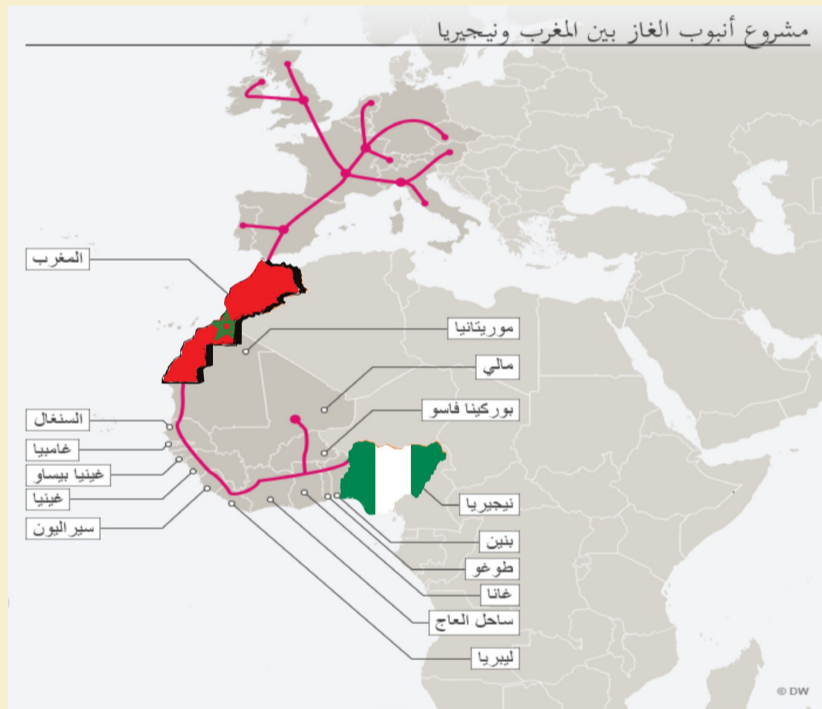 مشروع أنبوب الغاز بين المغرب ونيجيريا
المغرب
موريتانيا
مالي
بوركينا فاسو
السنغال
غامبيا
غينيا بيساو
غينيا
سيراليون
نيجيريا
بنين
طوغو
غانا
ساحل العاج
ليبريا
© DW